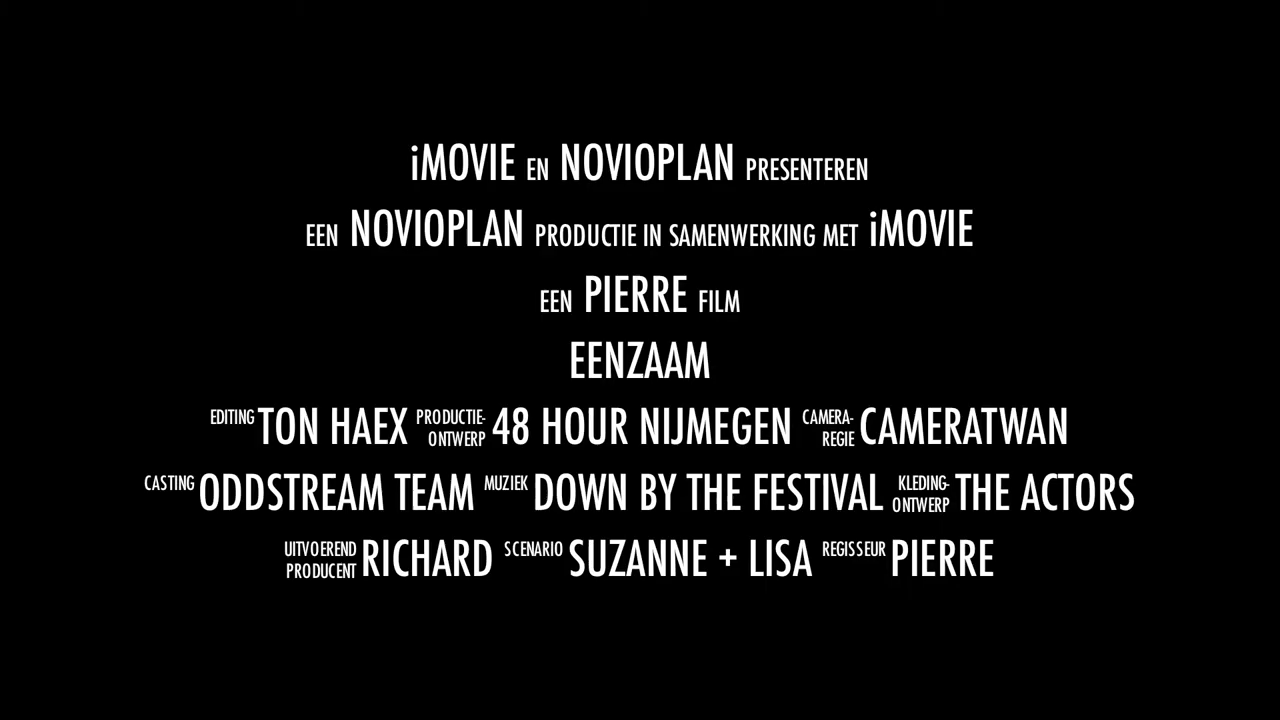 iMOVIE EN NOVIOPLAN PRESENTEREN
EEN NOVIOPLAN PRODUCTIE IN SAMENWERKING MET iMOVIE
EEN PIERRE FILM
EENZAAM
EDITING TON HAEX PRODUCTIE-ONTWERP 48 HOUR NIJMEGEN CAMERA-REGIE CAMERATWAN
CASTING ODDSTREAM TEAM MUZIEK DOWN BY THE FESTIVAL KLEDING-ONTWERP THE ACTORS
UITVOEREND PRODUCENT RICHARD SCENARIO SUZANNE + LISA REGISSEUR PIERRE